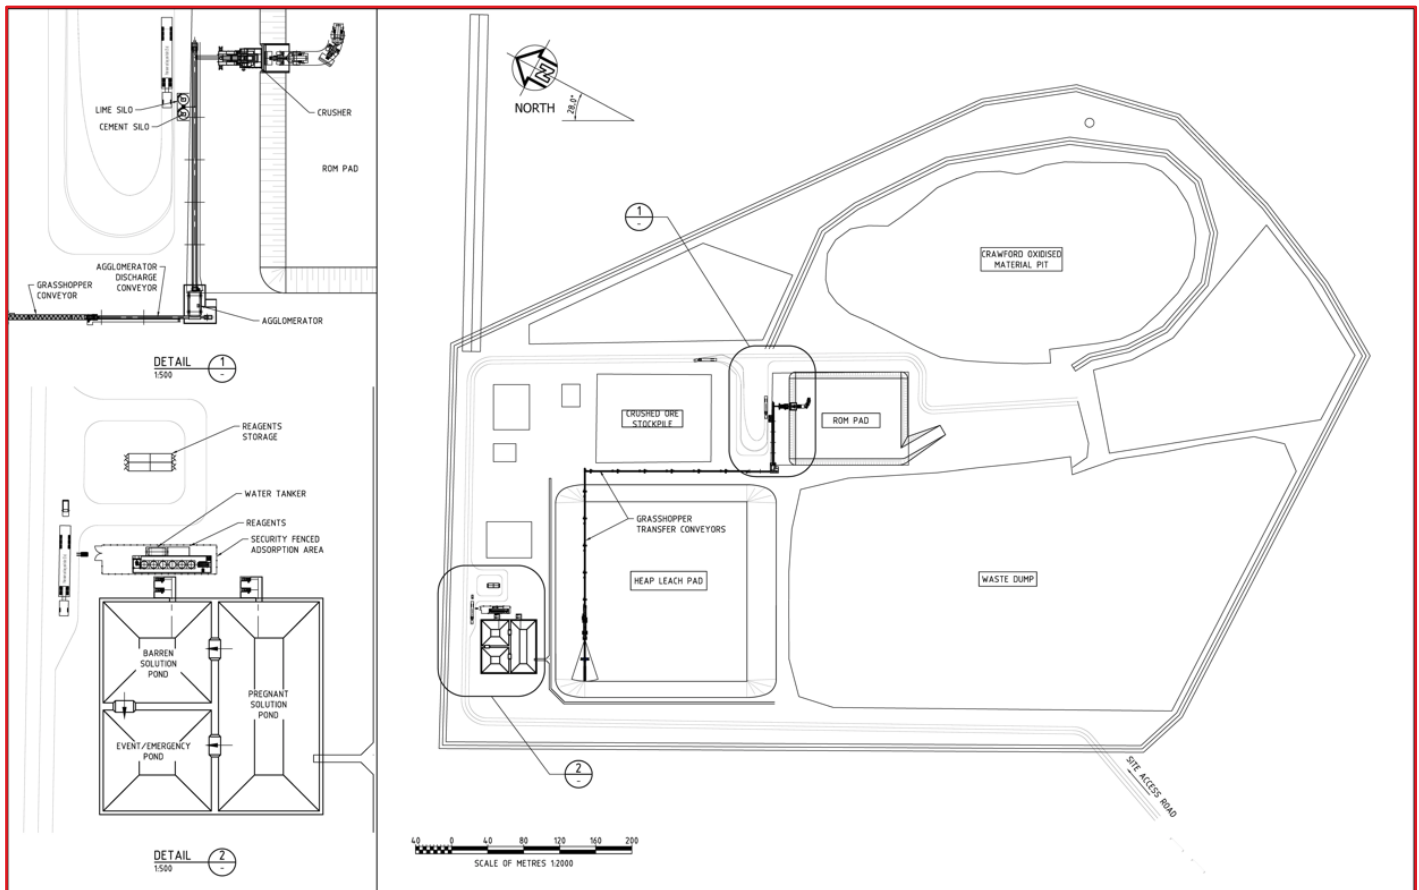 LIME SILO
CEMENT SILO
CRUSHER
ROM PAD
AGGLOMERATOR
DISCHARGE
CONVEYOR
GRASSHOPPER
CONVEYOR
AGGLOMERATOR
DETAIL
1:500
1
-
REAGENTS
STORAGE
WATER TANKER
REAGENTS
SECURITY FENCED
ADSORPTION AREA
BARREN
SOLUTION
POND
PREGNANT
SOLUTION
POND
EVENT/EMERGENCY
POND
DETAIL
1:500
2
-
N
NORTH
28.0°
1
-
CRAWFORD OXIDISED
MATERIAL PIT
CRUSHED ORE
STOCKPILE
ROM PAD
GRASSHOPPER
TRANSFER CONVEYORS
HEAP LEACH PAD
WASTE DUMP
2
-
SITE ACCESS ROAD
40 0 40 80 120 160 200
SCALE OF METRES 1:2000